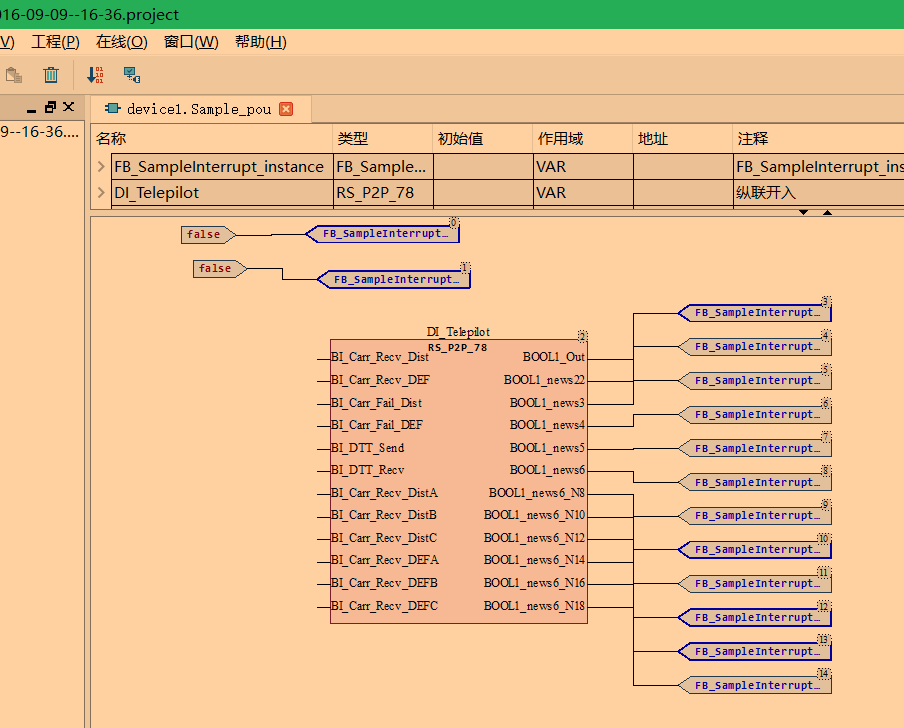 016-09-09--16-36.project
V) 工程(P) 在线(O) 窗口(W) 帮助(H)
9--16-36....
device1.Sample_pou
名称 类型 初始值 作用域 地址 注释
FB_SampleInterrupt_instance FB_Sample... VAR FB_SampleInterrupt_ins
DI_Telepilot RS_P2P_78 VAR 纵联开入
false FB_SampleInterrupt… 0
false FB_SampleInterrupt… 1
DI_Telepilot 2
RS_P2P_78
BI_Carr_Recv_Dist BOOL1_Out
BI_Carr_Recv_DEF BOOL1_news22
BI_Carr_Fail_Dist BOOL1_news3
BI_Carr_Fail_DEF BOOL1_news4
BI_DTT_Send BOOL1_news5
BI_DTT_Recv BOOL1_news6
BI_Carr_Recv_DistA BOOL1_news6_N8
BI_Carr_Recv_DistB BOOL1_news6_N10
BI_Carr_Recv_DistC BOOL1_news6_N12
BI_Carr_Recv_DEFA BOOL1_news6_N14
BI_Carr_Recv_DEFB BOOL1_news6_N16
BI_Carr_Recv_DEFC BOOL1_news6_N18
FB_SampleInterrupt… 3
FB_SampleInterrupt… 4
FB_SampleInterrupt… 5
FB_SampleInterrupt… 6
FB_SampleInterrupt… 7
FB_SampleInterrupt… 8
FB_SampleInterrupt… 9
FB_SampleInterrupt… 10
FB_SampleInterrupt… 11
FB_SampleInterrupt… 12
FB_SampleInterrupt… 13
FB_SampleInterrupt… 14